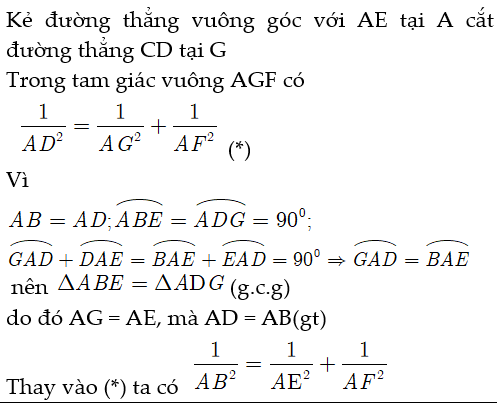 Kẻ đường thẳng vuông góc với AE tại A cắt
đường thẳng CD tại G
Trong tam giác vuông AGF có
$\frac{1}{AD^2} = \frac{1}{AG^2} + \frac{1}{AF^2}$ (*)
Vì
$AB = AD; \widehat{ABE} = \widehat{ADG} = 90^0;$
$\widehat{GAD} + \widehat{DAE} = \widehat{BAE} + \widehat{EAD} = 90^0 \Rightarrow \widehat{GAD} = \widehat{BAE}$
nên $\Delta ABE = \Delta ADG$ (g.c.g)
do đó AG = AE, mà AD = AB(gt)
Thay vào (*) ta có $\frac{1}{AB^2} = \frac{1}{AE^2} + \frac{1}{AF^2}$